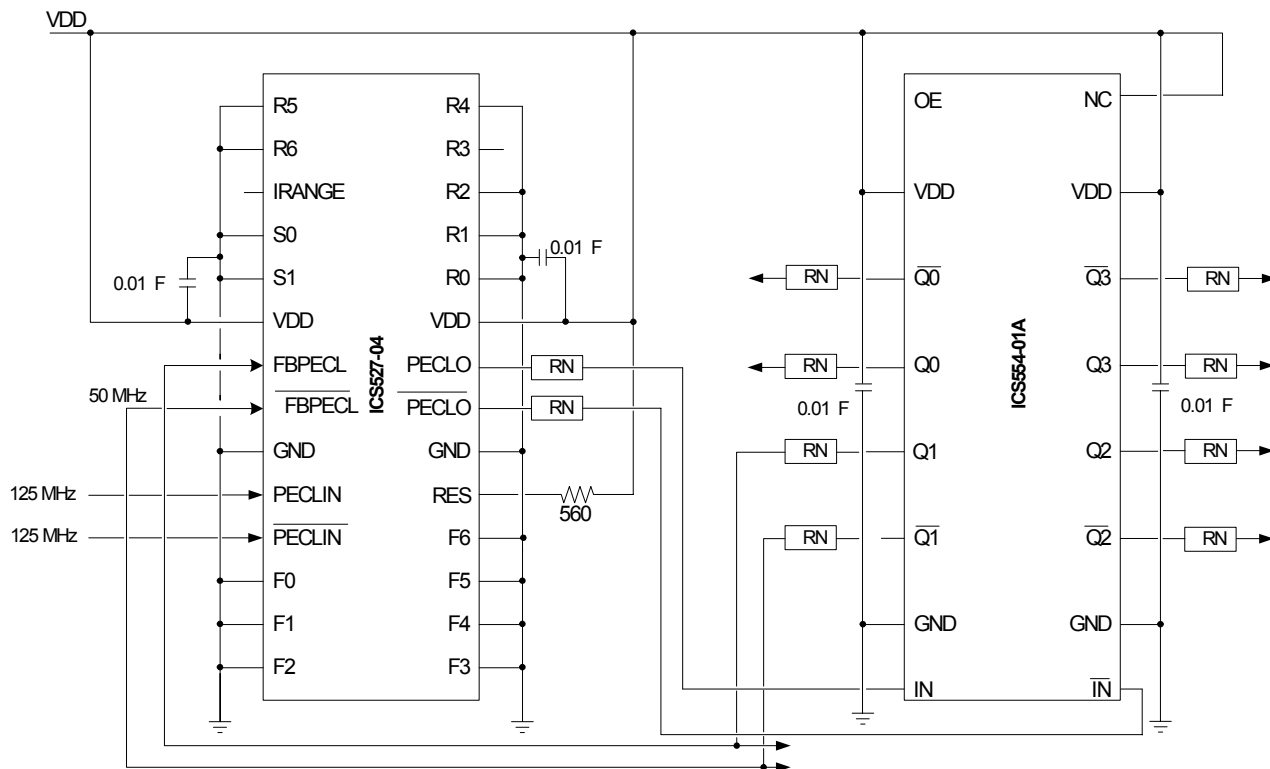 VDD
R5
R6
IRANGE
S0
S1
VDD
FBPECL
FBPECL
GND
PECLIN
PECLIN
F0
F1
F2
ICS527-04
R4
R3
R2
R1
R0
VDD
PECLO
PECLO
GND
RES
F6
F5
F4
F3
0.01 F
0.01 F
50 MHz
125 MHz
125 MHz
RN
RN
560
OE
VDD
Q0
Q0
Q1
Q1
GND
IN
ICS554-01A
NC
VDD
Q3
Q3
Q2
Q2
GND
IN
RN
RN
RN
RN
0.01 F
RN
RN
0.01 F
RN
RN